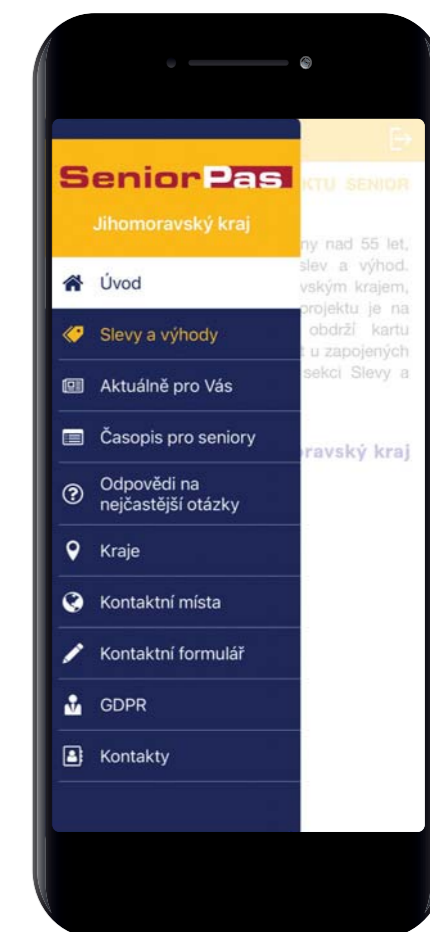 SeniorPas
Jihomoravský kraj
Úvod
Slevy a výhody
Aktuálně pro Vás
Časopis pro seniory
Odpovědi na
nejčastější otázky
Kraje
Kontaktní místa
Kontaktní formulář
GDPR
Kontakty
KTU SENIOR
ny nad 55 let,
slev a výhod.
vským krajem,
projektu je na
obdrží kartu
u zapojených
sekci Slevy a
ravský kraj